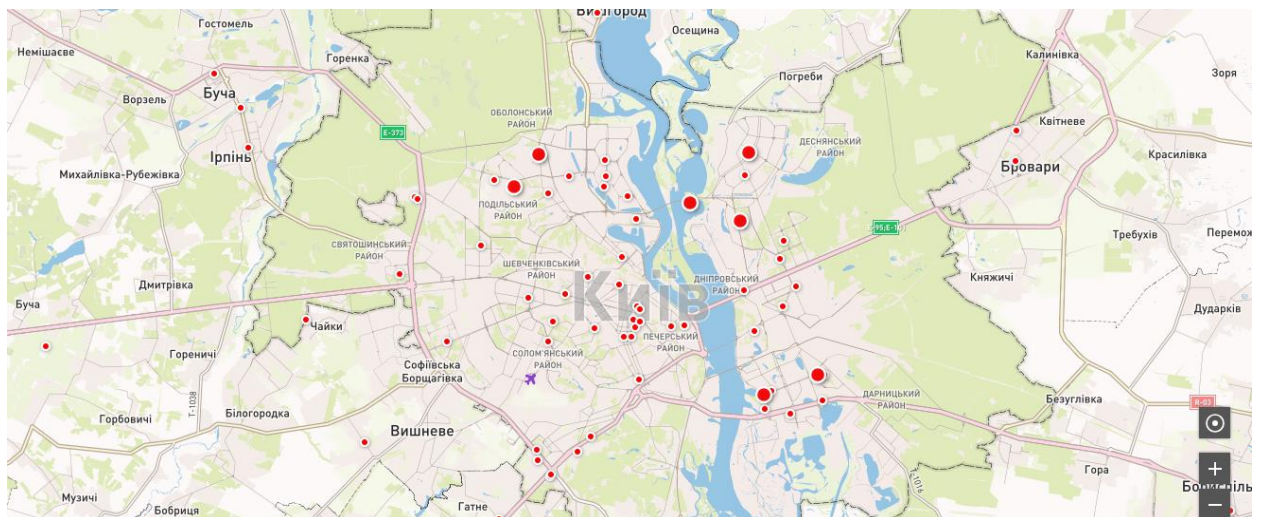 Вишгород
Гостомель
Осещина
Немішаєве
Горенка
Калинівка
Погреби
Зоря
Ворзель
Буча
ОБОЛОНСЬКИЙ
РАЙОН
Квітневе
E-373
ДЕСНЯНСЬКИЙ
РАЙОН
Ірпінь
Красилівка
Бровари
Михайлівка-Рубежівка
ПОДІЛЬСЬКИЙ
РАЙОН
Требухів
СВЯТОШИНСЬКИЙ
РАЙОН
ШЕВЧЕНКІВСЬКИЙ
РАЙОН
Княжичі
Дмитрівка
ДНІПРОВСЬКИЙ
РАЙОН
Київ
Буча
Дударків
Чайки
ПЕЧЕРСЬКИЙ
РАЙОН
Гореничі
СОЛОМ'ЯНСЬКИЙ
РАЙОН
Софіївська
Борщагівка
ДАРНИЦЬКИЙ
РАЙОН
Безуглівка
T-1038
Горбовичі
Білогородка
Вишневе
Гора
Музичі
Гатне
Бобриця